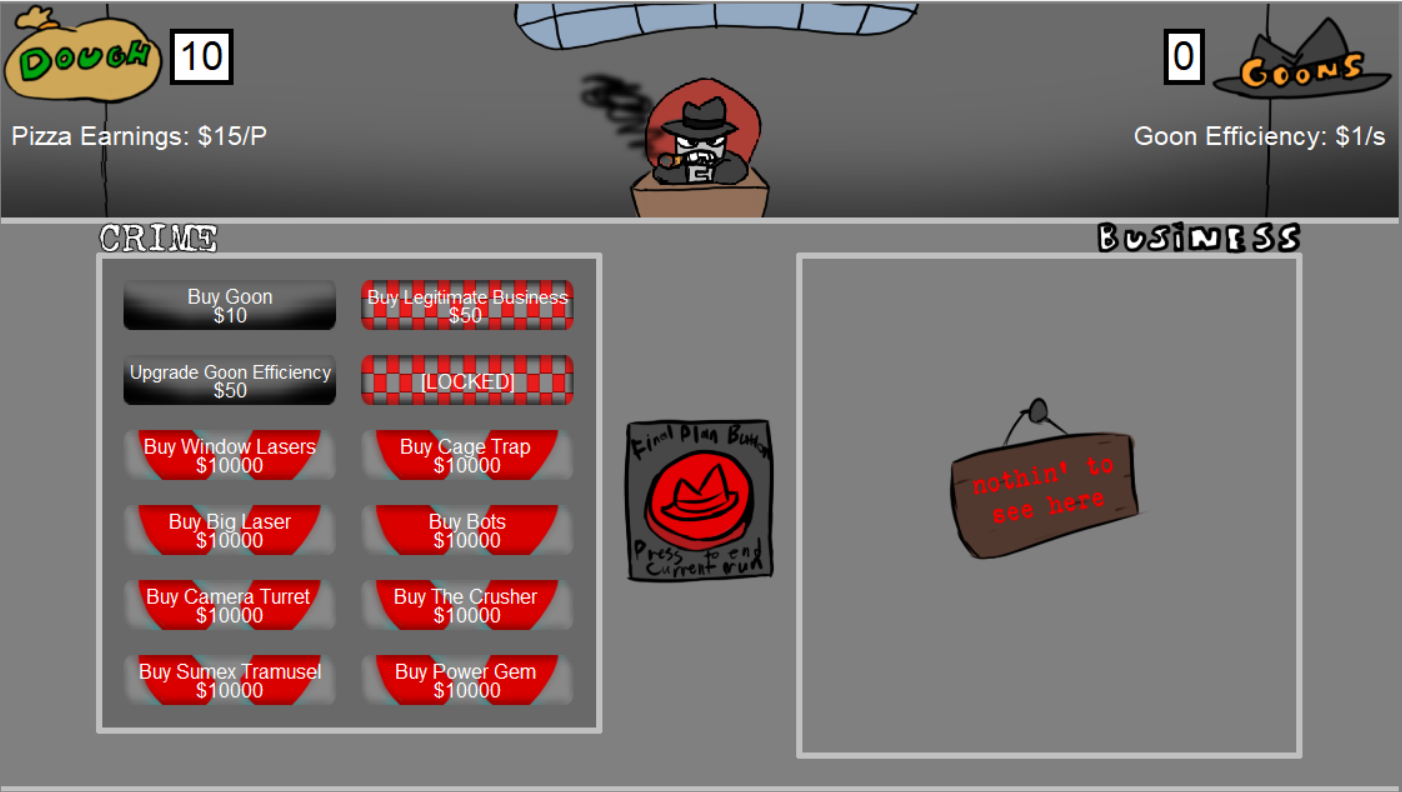 DOUGH
10
0
GOONS
Pizza Earnings: $15/P
Goon Efficiency: $1/s
CRIME
BUSiNESS
Buy Goon
$10
Buy Legitimate Business
$50
Upgrade Goon Efficiency
$50
[LOCKED]
Buy Window Lasers
$10000
Buy Cage Trap
$10000
Buy Big Laser
$10000
Buy Bots
$10000
Buy Camera Turret
$10000
Buy The Crusher
$10000
Buy Sumex Tramusel
$10000
Buy Power Gem
$10000
Final Plan Button
Press to end
Current run
nothin' to
see here